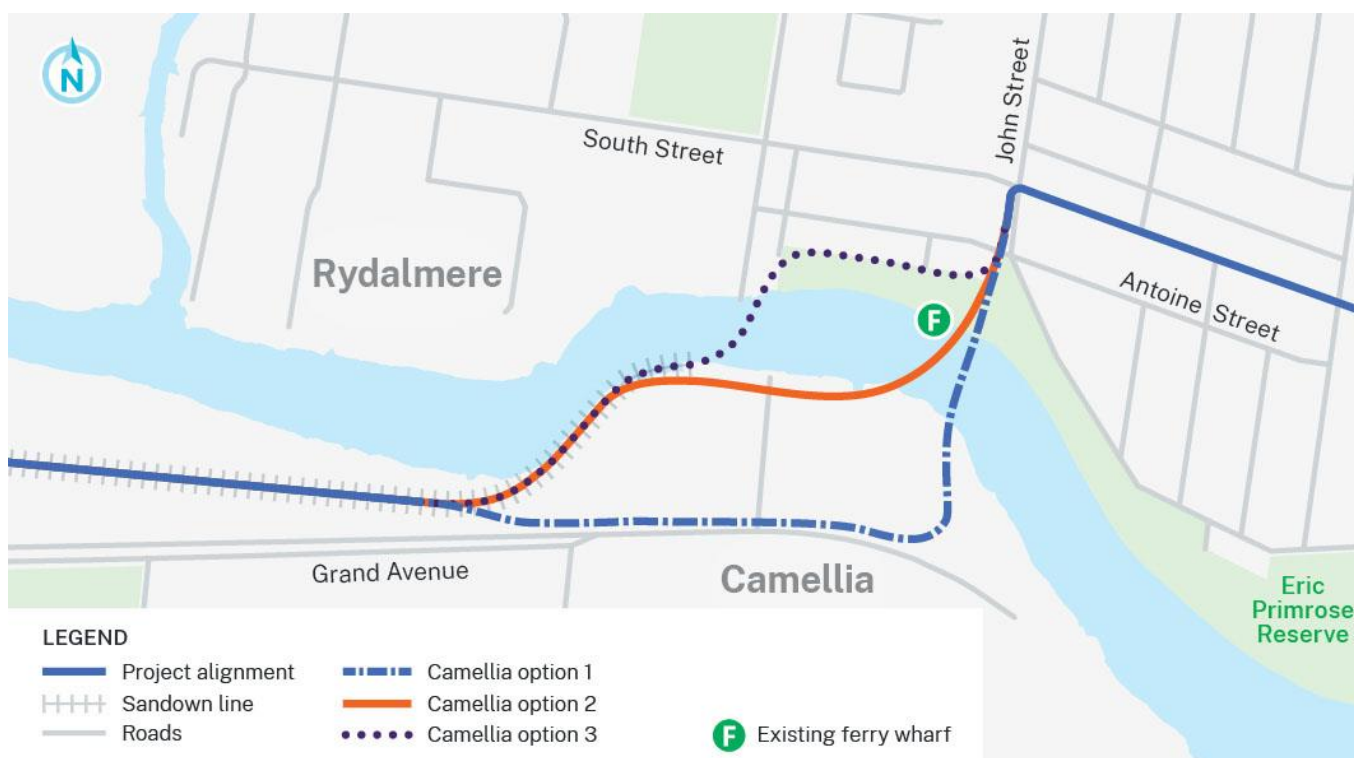 N
South Street
John Street
Rydalmere
F
Antoine Street
Grand Avenue
Camellia
Eric
Primrose
Reserve
LEGEND
Project alignment
Sandown line
Roads
Camellia option 1
Camellia option 2
Camellia option 3
F Existing ferry wharf